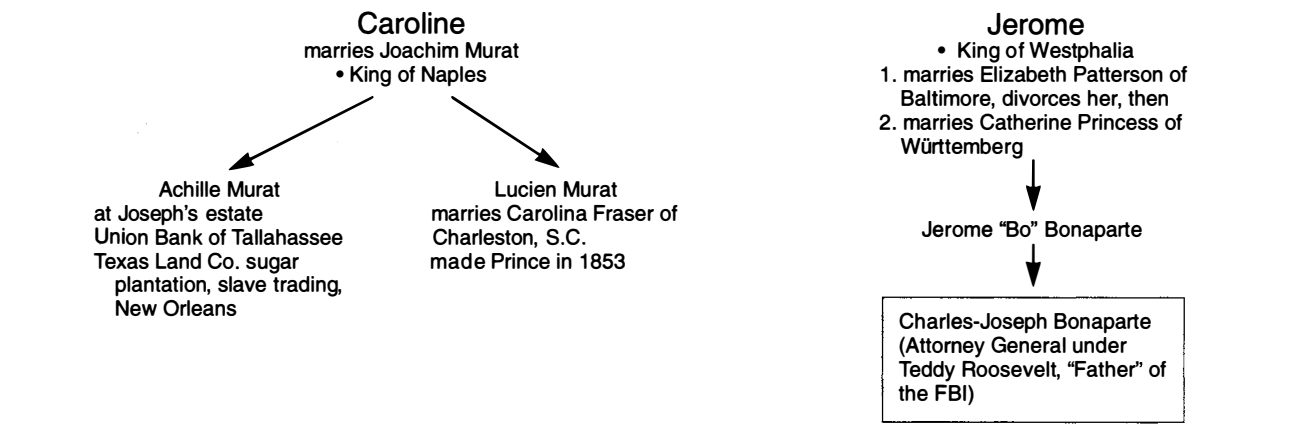 Caroline
marries Joachim Murat
• King of Naples
Achille Murat
at Joseph's estate
Union Bank of Tallahassee
Texas Land Co. sugar
plantation, slave trading,
New Orleans
Lucien Murat
marries Carolina Fraser of
Charleston, S.C.
made Prince in 1853
Jerome
• King of Westphalia
1. marries Elizabeth Patterson of
Baltimore, divorces her, then
2. marries Catherine Princess of
Württemberg
Jerome “Bo” Bonaparte
Charles-Joseph Bonaparte
(Attorney General under
Teddy Roosevelt, “Father” of
the FBI)